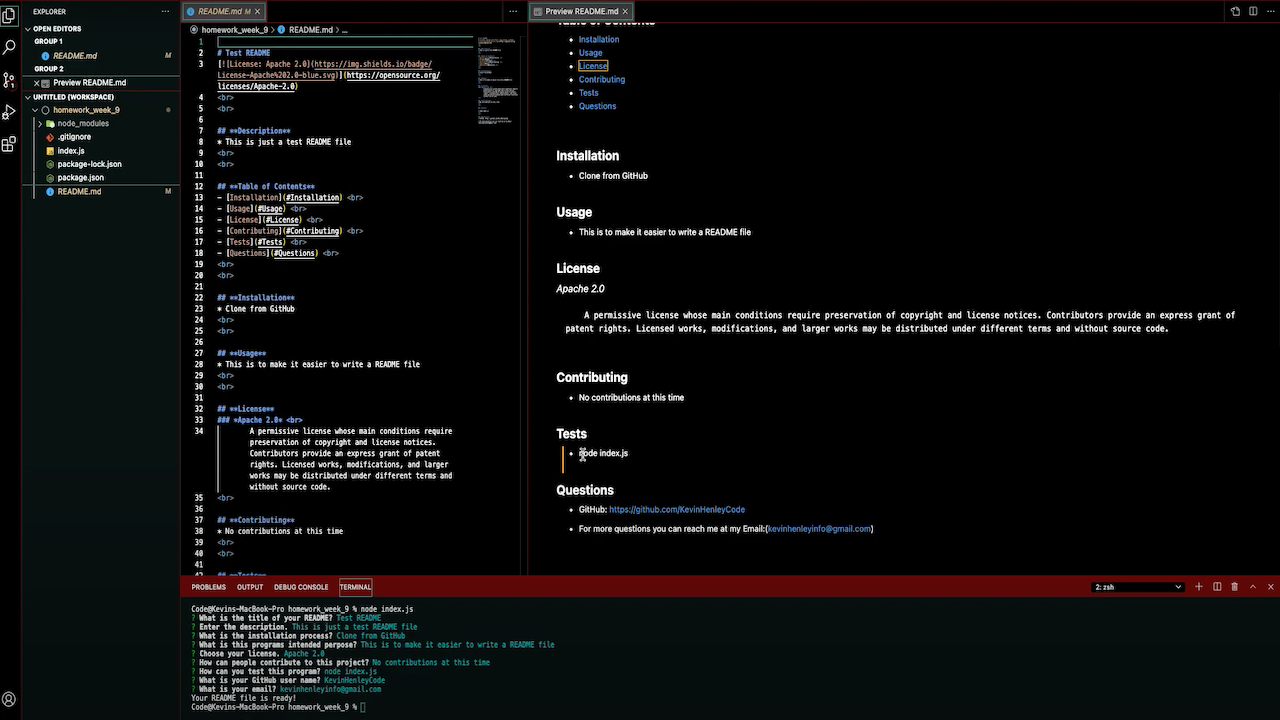 EXPLORER
OPEN EDITORS
GROUP 1
README.md M
GROUP 2
Preview README.md
UNTITLED (WORKSPACE)
homework_week_9
node_modules
.gitignore
index.js
package-lock.json
package.json
README.md M
README.md M
homework_week_9 > README.md > ...
1
2 # Test README
3 [![License: Apache 2.0](https://img.shields.io/badge/
License-Apache%202.0-blue.svg)](https://opensource.org/
licenses/Apache-2.0)
4 <br>
5 <br>
6
7 ## **Description**
8 * This is just a test README file
9 <br>
10 <br>
11
12 ## **Table of Contents**
13 - [Installation](#Installation) <br>
14 - [Usage](#Usage) <br>
15 - [License](#License) <br>
16 - [Contributing](#Contributing) <br>
17 - [Tests](#Tests) <br>
18 - [Questions](#Questions) <br>
19 <br>
20 <br>
21
22 ## **Installation**
23 * Clone from GitHub
24 <br>
25 <br>
26
27 ## **Usage**
28 * This is to make it easier to write a README file
29 <br>
30 <br>
31
32 ## **License**
33 ### *Apache 2.0* <br>
34 A permissive license whose main conditions require
preservation of copyright and license notices.
Contributors provide an express grant of patent
rights. Licensed works, modifications, and larger
works may be distributed under different terms and
without source code.
35 <br>
36
37 ## **Contributing**
38 * No contributions at this time
39 <br>
40 <br>
41
42 ## **Tests**
Preview README.md
Table of Contents
Installation
Usage
License
Contributing
Tests
Questions
Installation
• Clone from GitHub
Usage
• This is to make it easier to write a README file
License
Apache 2.0
A permissive license whose main conditions require preservation of copyright and license notices. Contributors provide an express grant of
patent rights. Licensed works, modifications, and larger works may be distributed under different terms and without source code.
Contributing
• No contributions at this time
Tests
• node index.js
Questions
• GitHub: https://github.com/KevinHenleyCode
• For more questions you can reach me at my Email:(kevinhenleyinfo@gmail.com)
PROBLEMS OUTPUT DEBUG CONSOLE TERMINAL
2: zsh
Code@Kevins-MacBook-Pro homework_week_9 % node index.js
? What is the title of your README? Test README
? Enter the description. This is just a test README file
? What is the installation process? Clone from GitHub
? What is this programs intended perpose? This is to make it easier to write a README file
? Choose your license. Apache 2.0
? How can people contribute to this project? No contributions at this time
? How can you test this program? node index.js
? What is your GitHub user name? KevinHenleyCode
? What is your email? kevinhenleyinfo@gmail.com
Your README file is ready!
Code@Kevins-MacBook-Pro homework_week_9 %